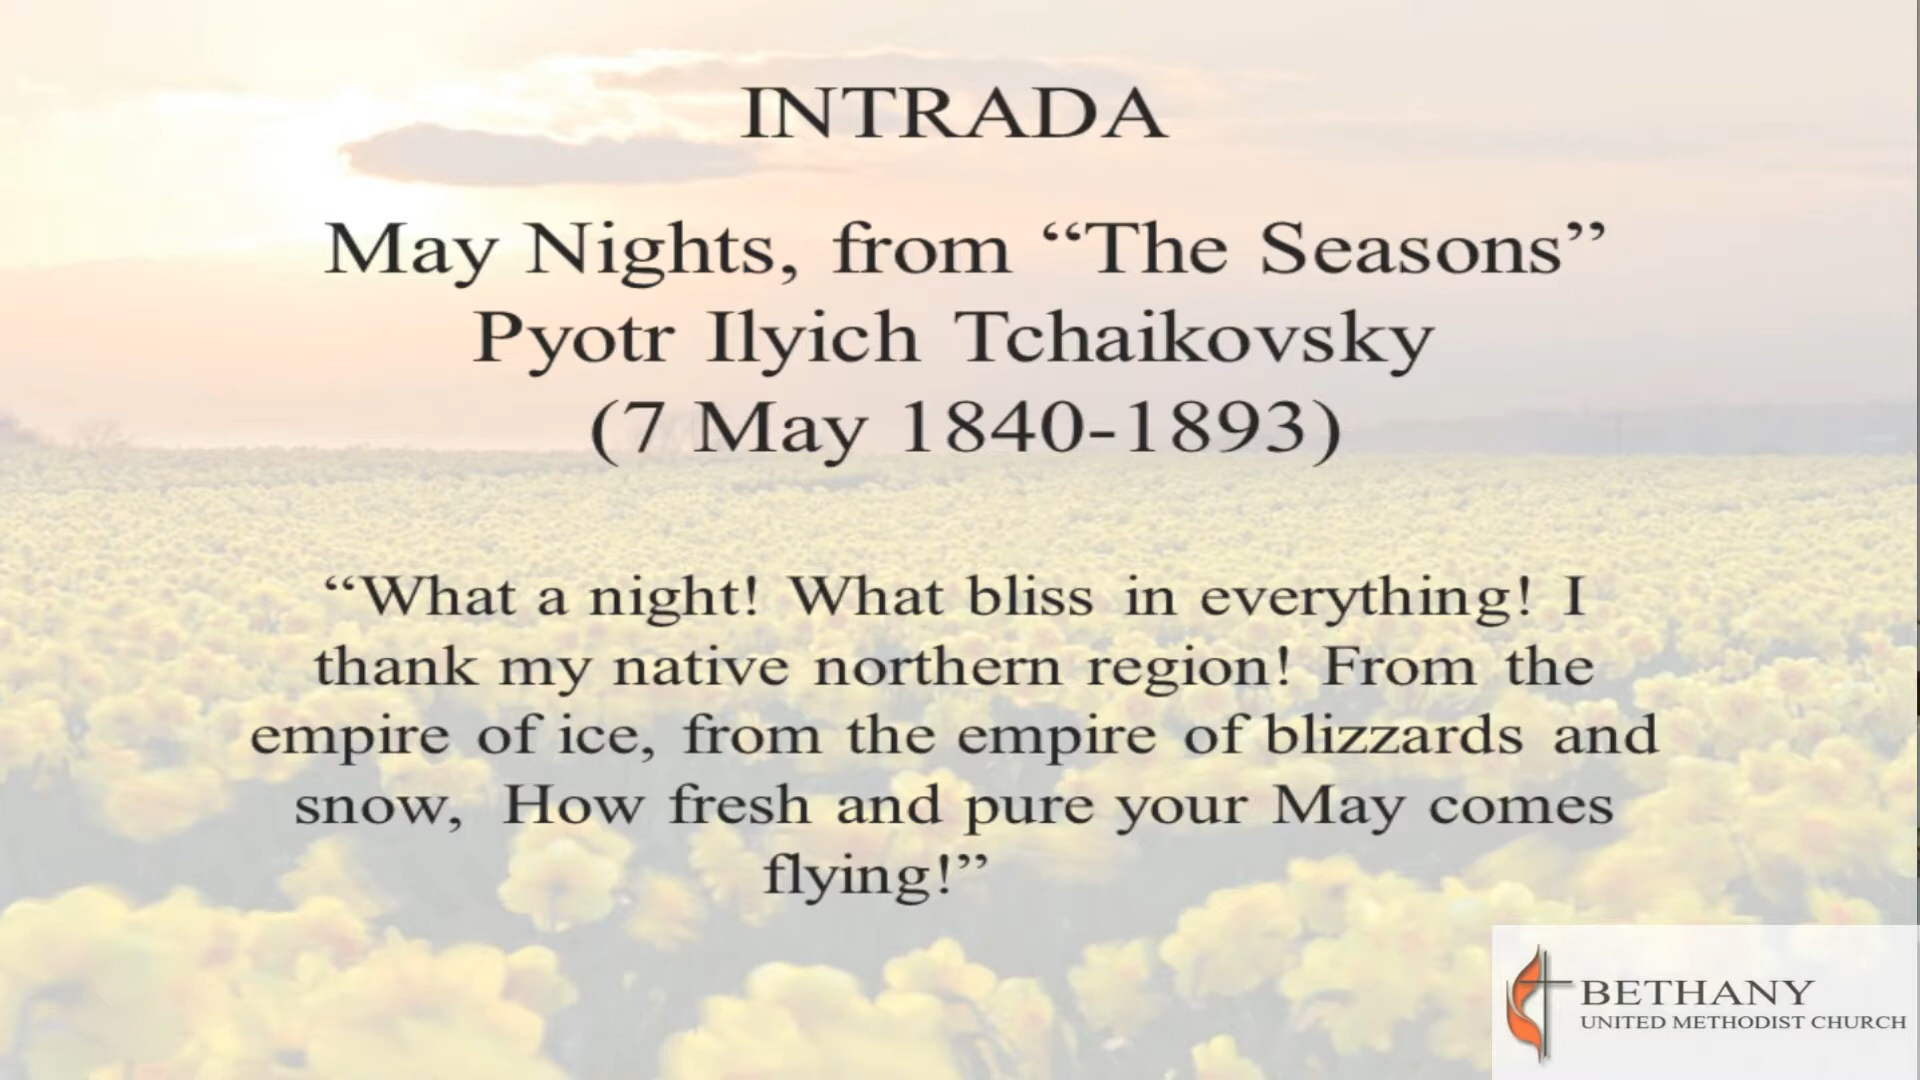 INTRADA
May Nights, from “The Seasons”
Pyotr Ilyich Tchaikovsky
(7 May 1840-1893)
“What a night! What bliss in everything! I
thank my native northern region! From the
empire of ice, from the empire of blizzards and
snow, How fresh and pure your May comes
flying!”
BETHANY
UNITED METHODIST CHURCH